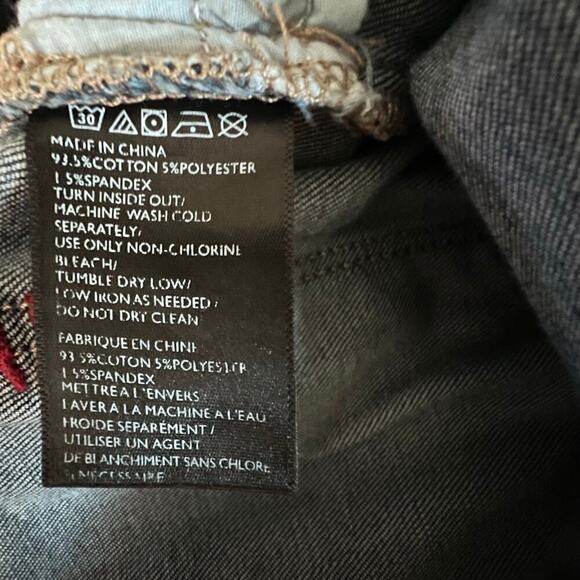 30
MADE IN CHINA
93.5%COTTON 5%POLYESTER
1.5%SPANDEX
TURN INSIDE OUT/
MACHINE WASH COLD
SEPARATELY/
USE ONLY NON-CHLORINE
BLEACH/
TUMBLE DRY LOW/
LOW IRON AS NEEDED/
DO NOT DRY CLEAN
FABRIQUE EN CHINE
93.5%COTON 5%POLYESTER
1.5%SPANDEX
METTRE A L'ENVERS
LAVER A LA MACHINE A L'EAU
FROIDE SEPAREMENT/
UTILISER UN AGENT
DE BLANCHIMENT SANS CHLORE
SI NECESSAIRE